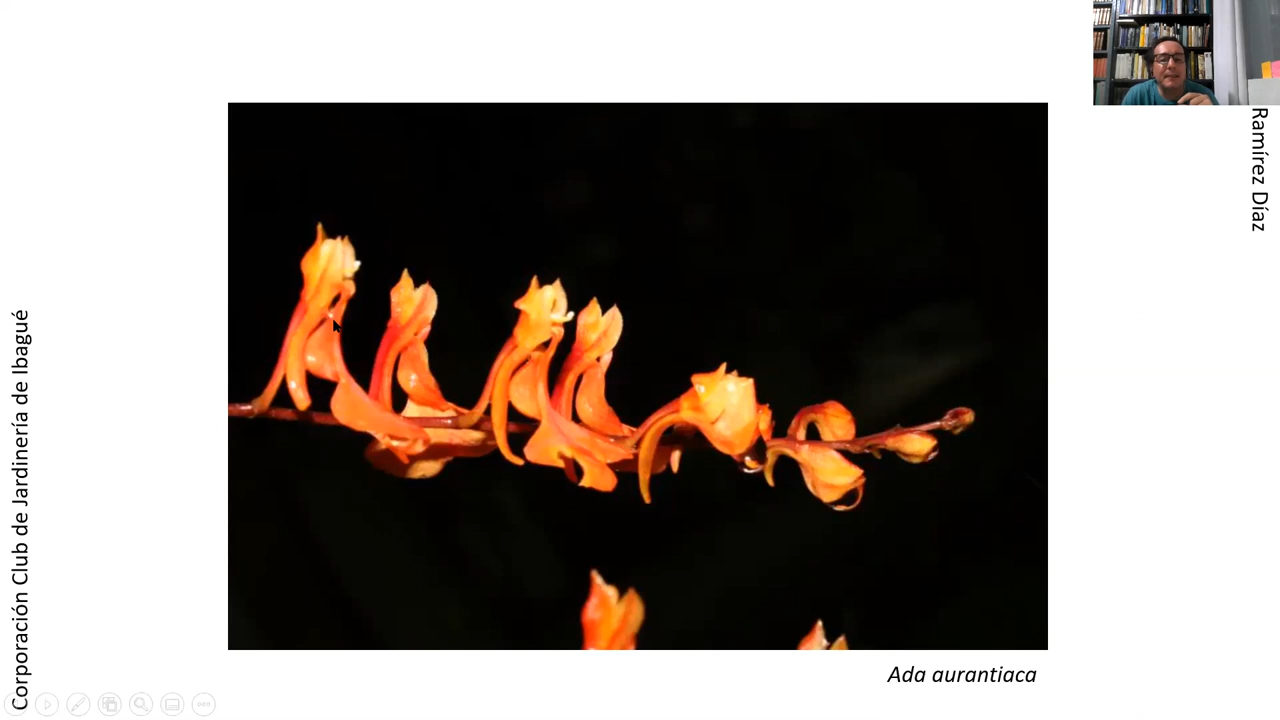 Corporación Club de Jardinería de Ibagué
Ramírez Díaz
Ada aurantiaca